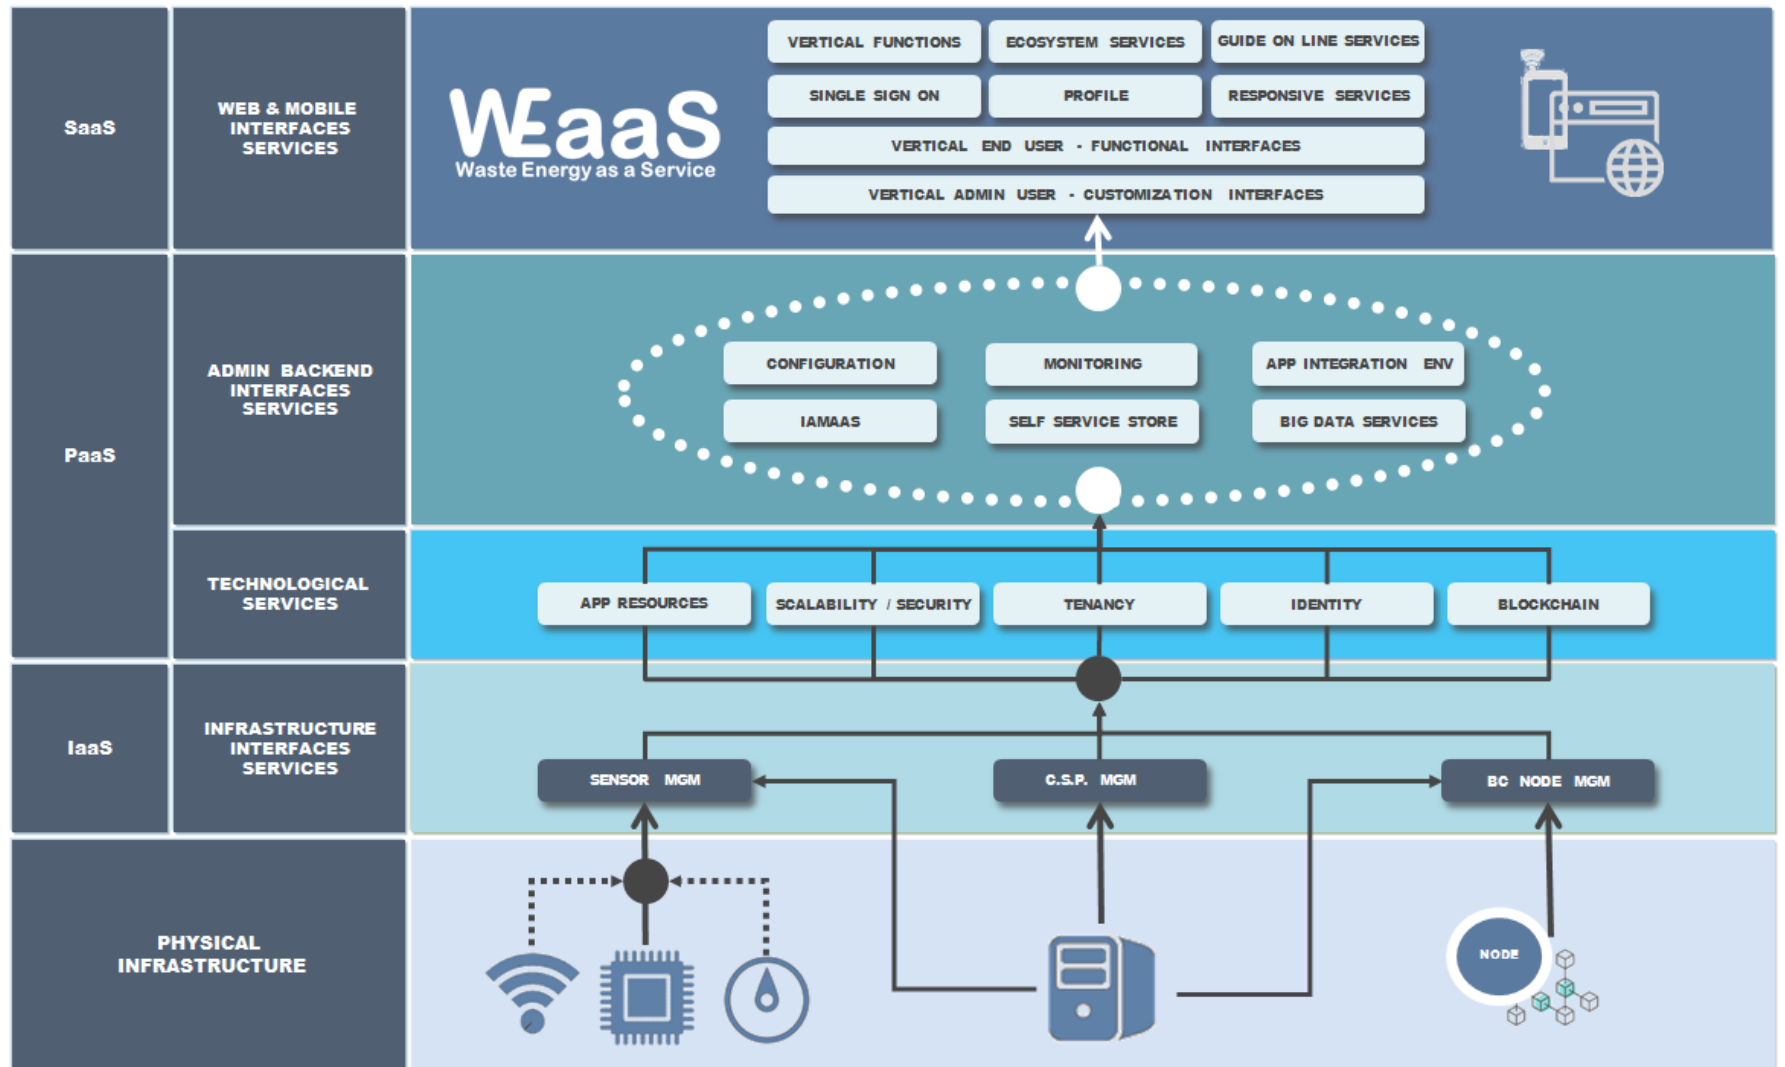 SaaS
WEB & MOBILE
INTERFACES
SERVICES
WEaaS
Waste Energy as a Service
VERTICAL FUNCTIONS
ECOSYSTEM SERVICES
GUIDE ON LINE SERVICES
SINGLE SIGN ON
PROFILE
RESPONSIVE SERVICES
VERTICAL END USER - FUNCTIONAL INTERFACES
VERTICAL ADMIN USER - CUSTOMIZATION INTERFACES
PaaS
ADMIN BACKEND
INTERFACES
SERVICES
CONFIGURATION
MONITORING
APP INTEGRATION ENV
IAMAAS
SELF SERVICE STORE
BIG DATA SERVICES
TECHNOLOGICAL
SERVICES
APP RESOURCES
SCALABILITY / SECURITY
TENANCY
IDENTITY
BLOCKCHAIN
IaaS
INFRASTRUCTURE
INTERFACES
SERVICES
SENSOR MGM
C.S.P. MGM
BC NODE MGM
PHYSICAL
INFRASTRUCTURE
NODE